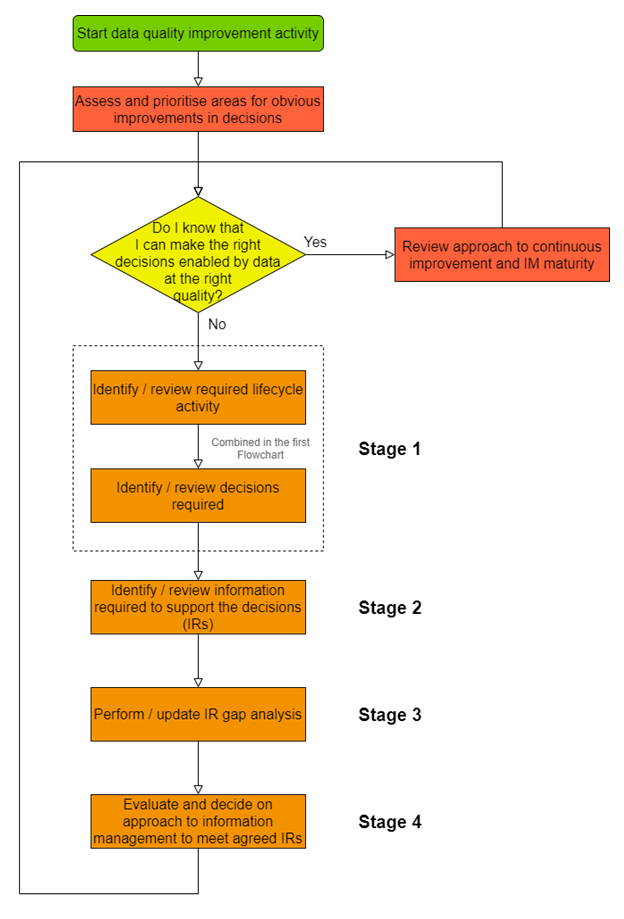 Start data quality improvement activity
Assess and prioritise areas for obvious
improvements in decisions
Do I know that
I can make the right
decisions enabled by data
at the right
quality?
Yes
Review approach to continuous
improvement and IM maturity
No
Identify / review required lifecycle
activity
Combined in the first
Flowchart
Stage 1
Identify / review decisions
required
Identify / review information
required to support the decisions
(IRs)
Stage 2
Perform / update IR gap analysis
Stage 3
Evaluate and decide on
approach to information
management to meet agreed IRs
Stage 4